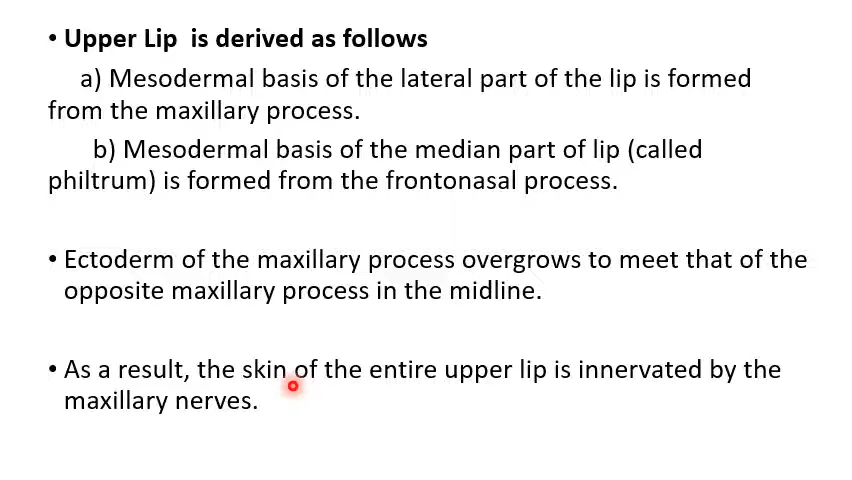 • Upper Lip is derived as follows
a) Mesodermal basis of the lateral part of the lip is formed
from the maxillary process.
b) Mesodermal basis of the median part of lip (called
philtrum) is formed from the frontonasal process.
• Ectoderm of the maxillary process overgrows to meet that of the
opposite maxillary process in the midline.
• As a result, the skin of the entire upper lip is innervated by the
maxillary nerves.